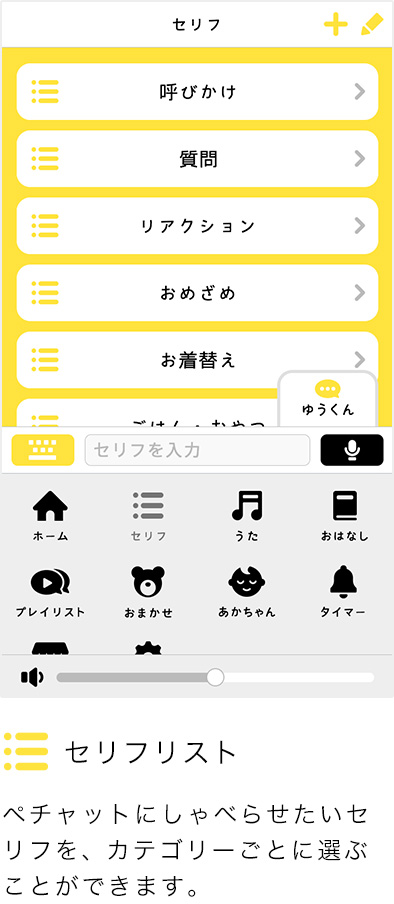 セリフ
呼びかけ
質問
リアクション
おめざめ
お着替え
ごはん・おやつ
ゆうくん
セリフを入力
ホーム
セリフ
うた
おはなし
プレイリスト
おまかせ
あかちゃん
タイマー
セリフリスト
ペチャットにしゃべらせたいセ
リフを、カテゴリーごとに選ぶ
ことができます。